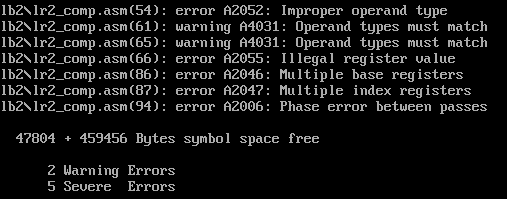 lb2\lr2_comp.asm(54): error A2052: Improper operand type
lb2\lr2_comp.asm(61): warning A4031: Operand types must match
lb2\lr2_comp.asm(65): warning A4031: Operand types must match
lb2\lr2_comp.asm(66): error A2055: Illegal register value
lb2\lr2_comp.asm(86): error A2046: Multiple base registers
lb2\lr2_comp.asm(87): error A2047: Multiple index registers
lb2\lr2_comp.asm(94): error A2006: Phase error between passes
47804 + 459456 Bytes symbol space free
2 Warning Errors
5 Severe  Errors